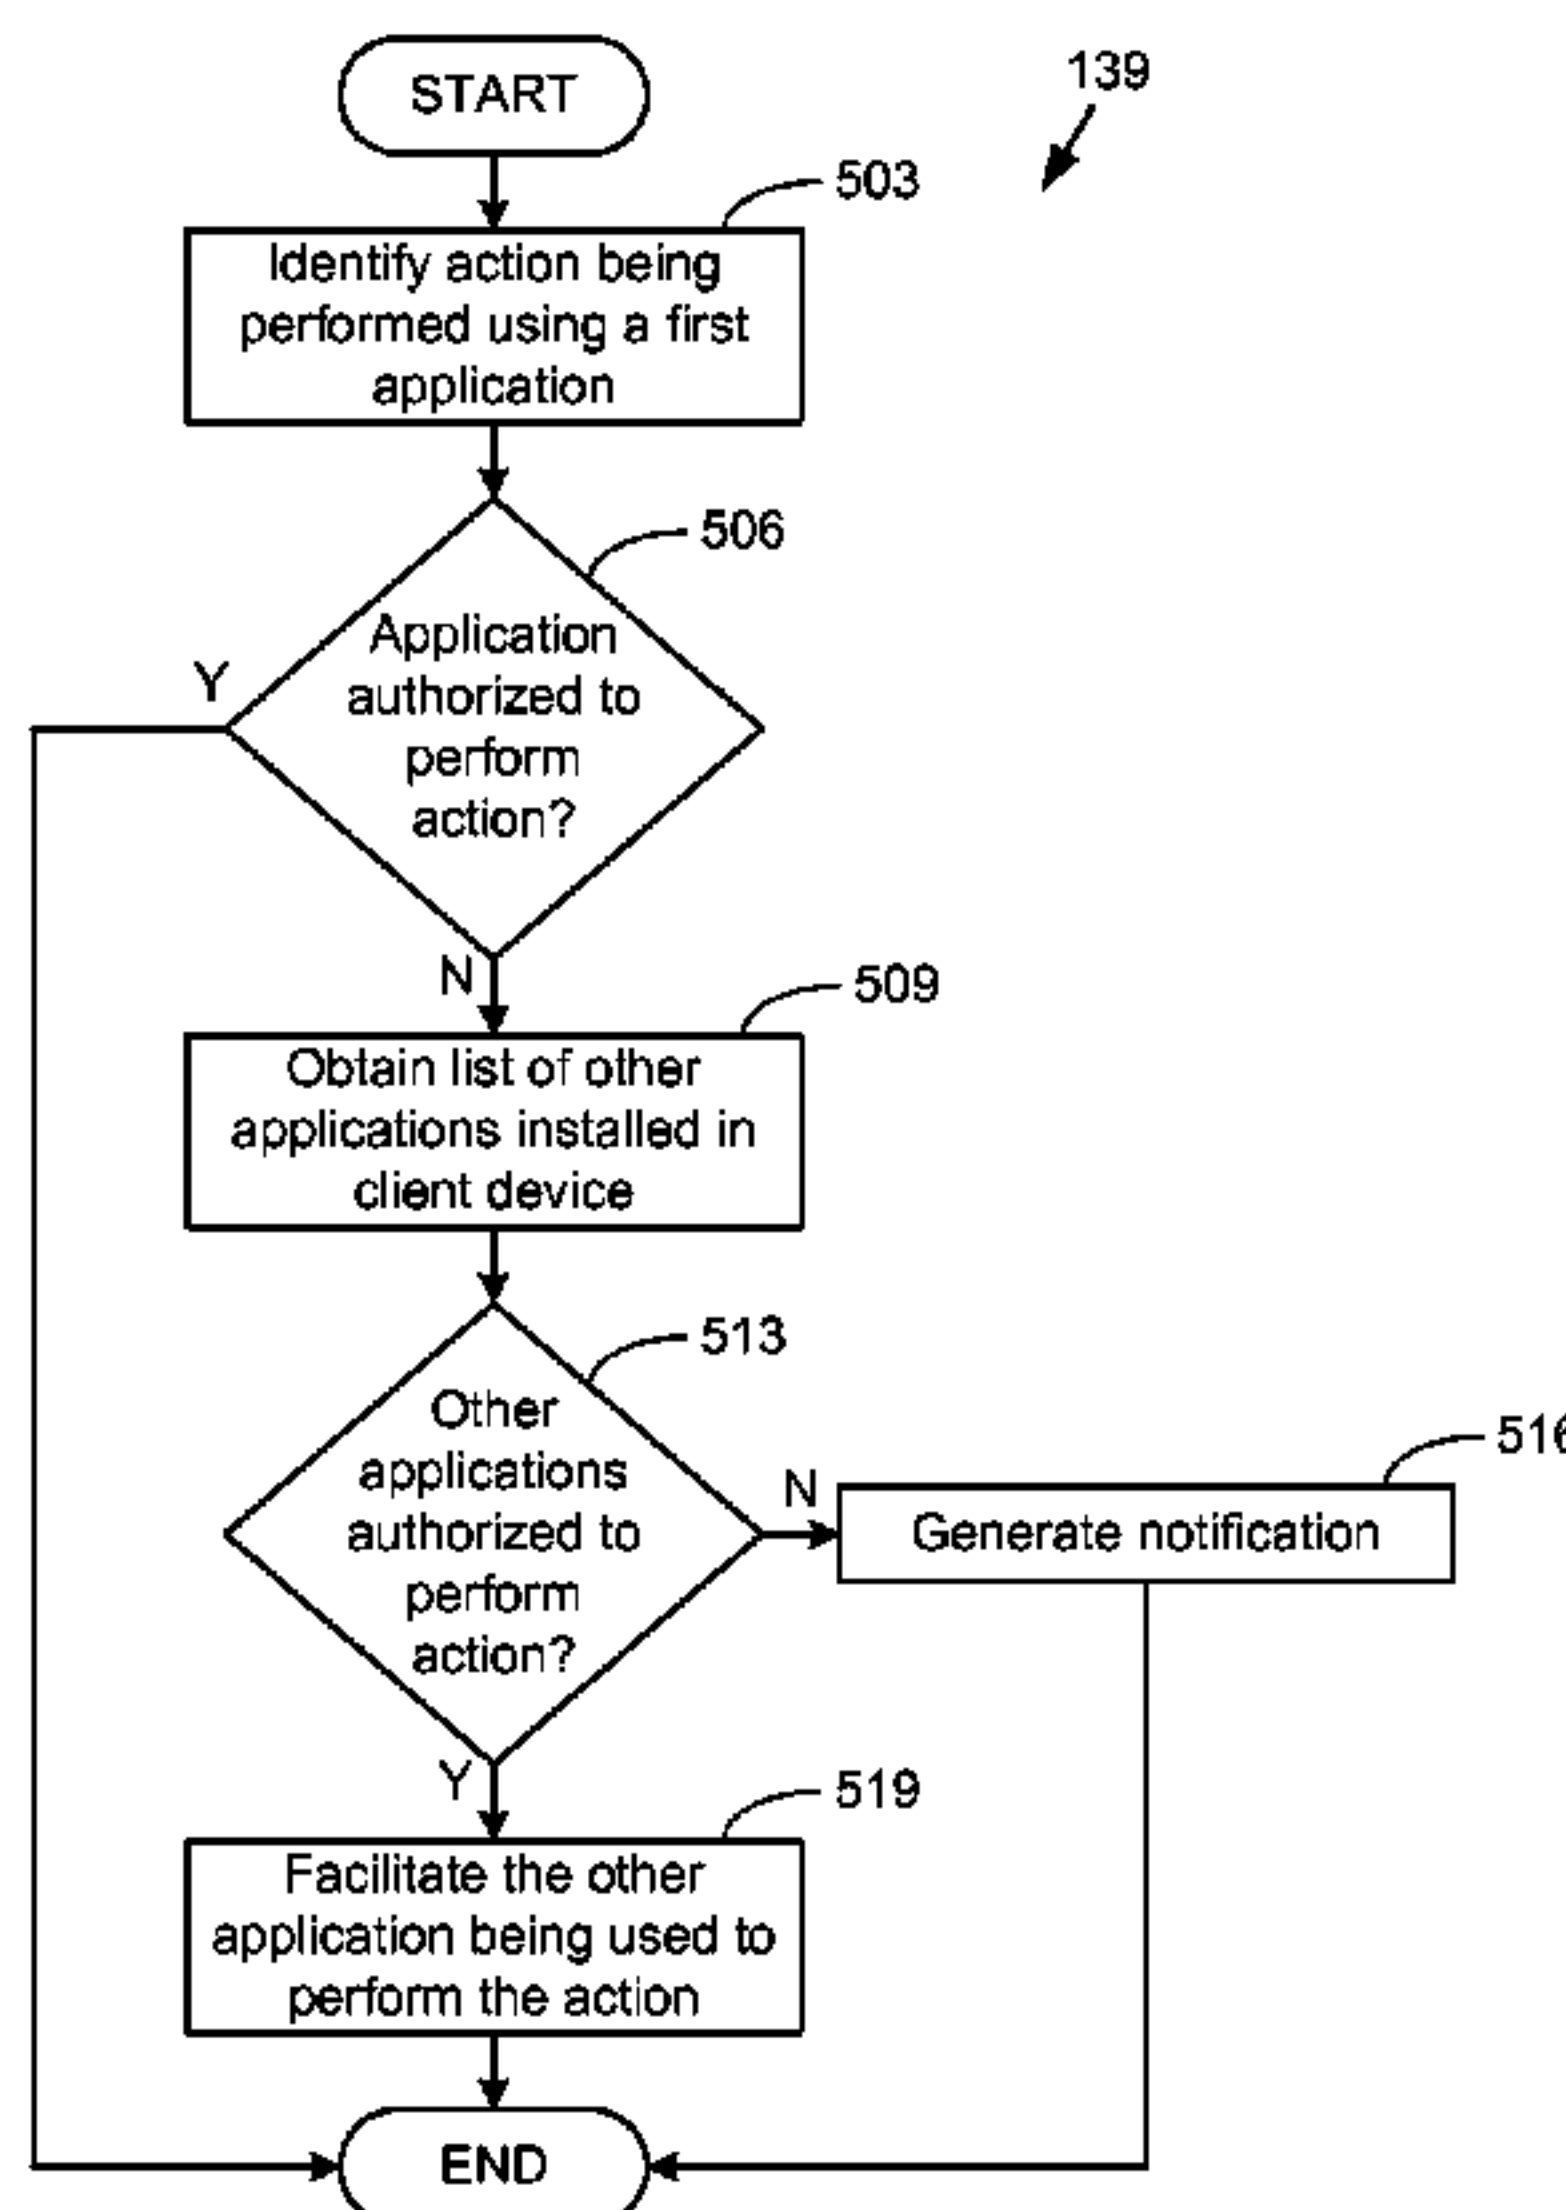 START
139
503
Identify action being
performed using a first
application
506
Application
authorized to
perform
action?
Y
N
509
Obtain list of other
applications installed in
client device
513
Other
applications
authorized to
perform
action?
N
516
Generate notification
Y
519
Facilitate the other
application being used to
perform the action
END